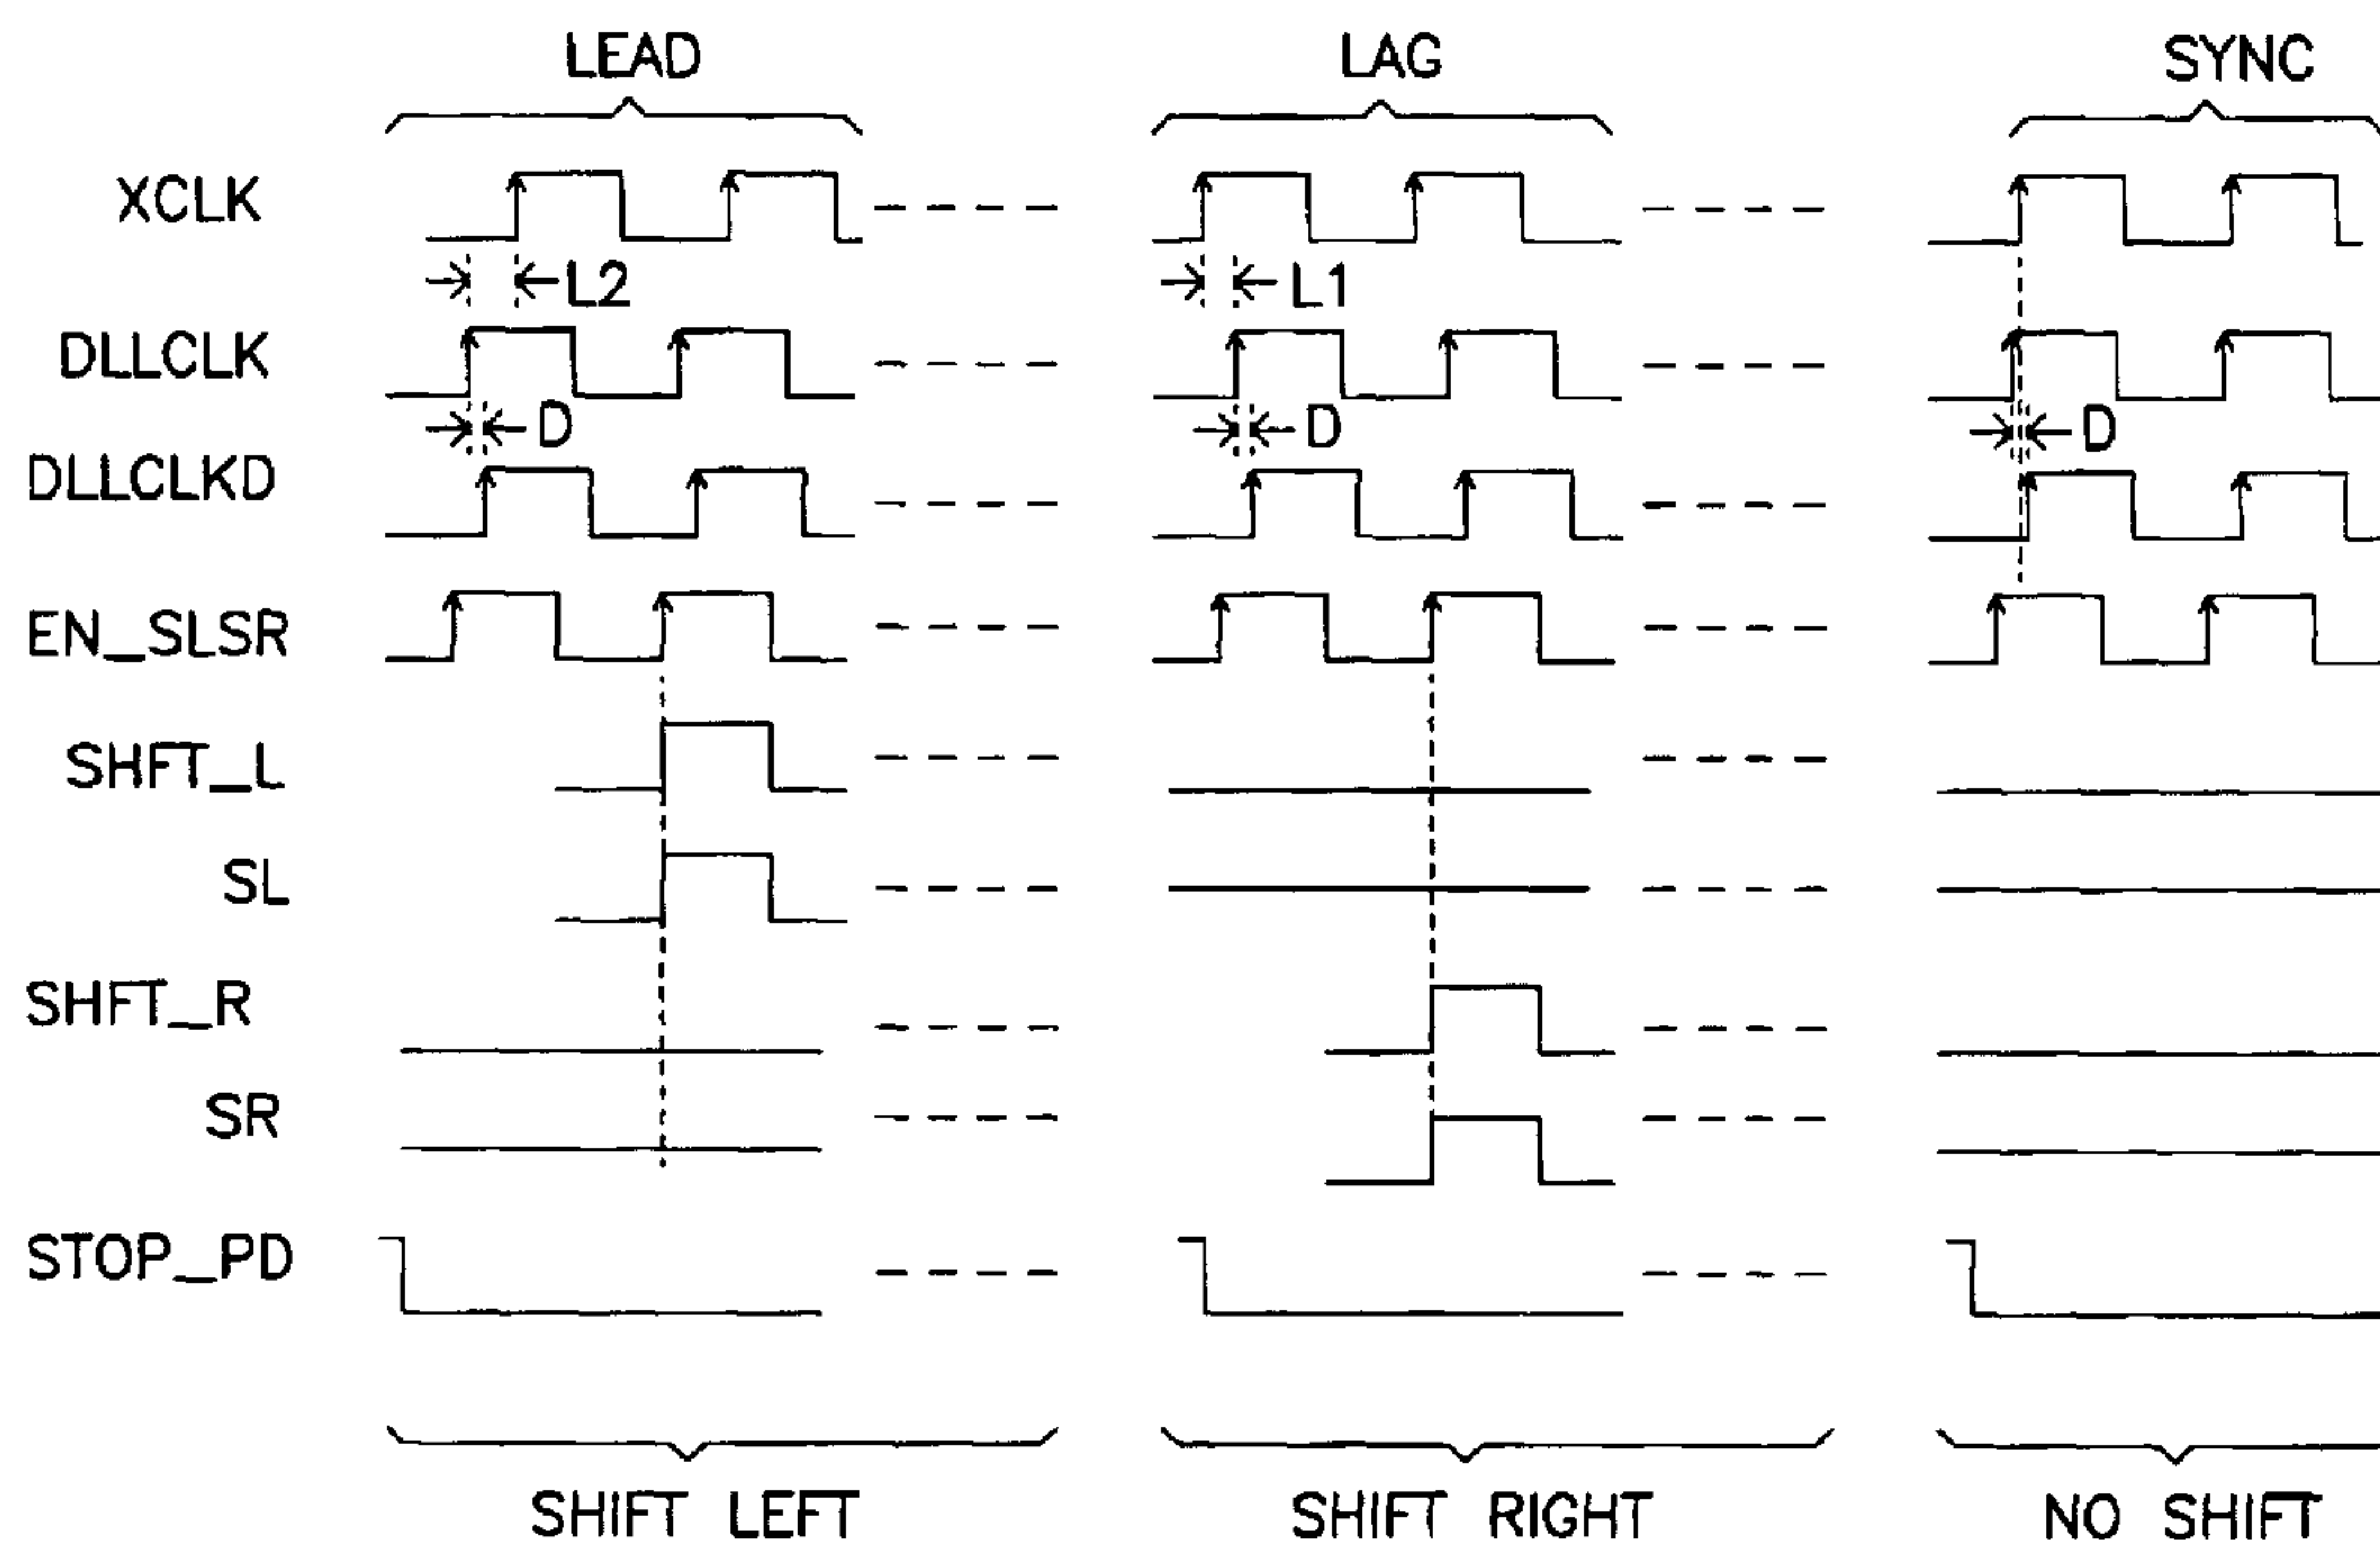 LEAD LAG SYNC
XCLK
L2 L1
DLLCLK
D D D
DLLCLKD
EN_SLSR
SHFT_L
SL
SHFT_R
SR
STOP_PD
SHIFT LEFT SHIFT RIGHT NO SHIFT